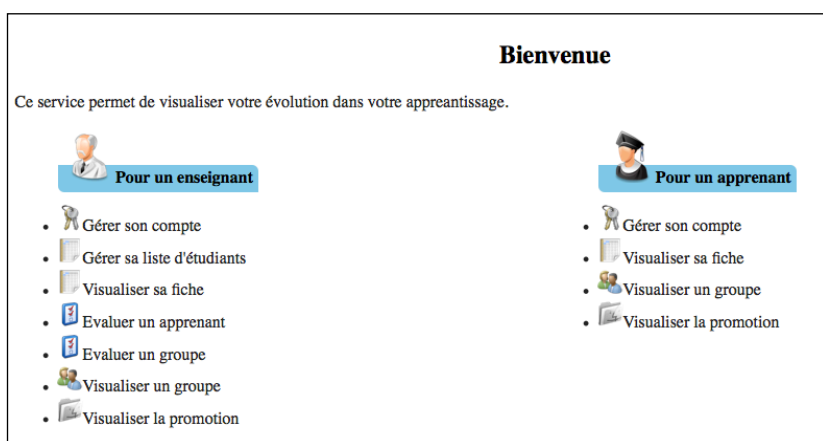 Bienvenue
Ce service permet de visualiser votre évolution dans votre appreantissage.
Pour un enseignant
Gérer son compte
Gérer sa liste d'étudiants
Visualiser sa fiche
Evaluer un apprenant
Evaluer un groupe
Visualiser un groupe
Visualiser la promotion
Pour un apprenant
Gérer son compte
Visualiser sa fiche
Visualiser un groupe
Visualiser la promotion